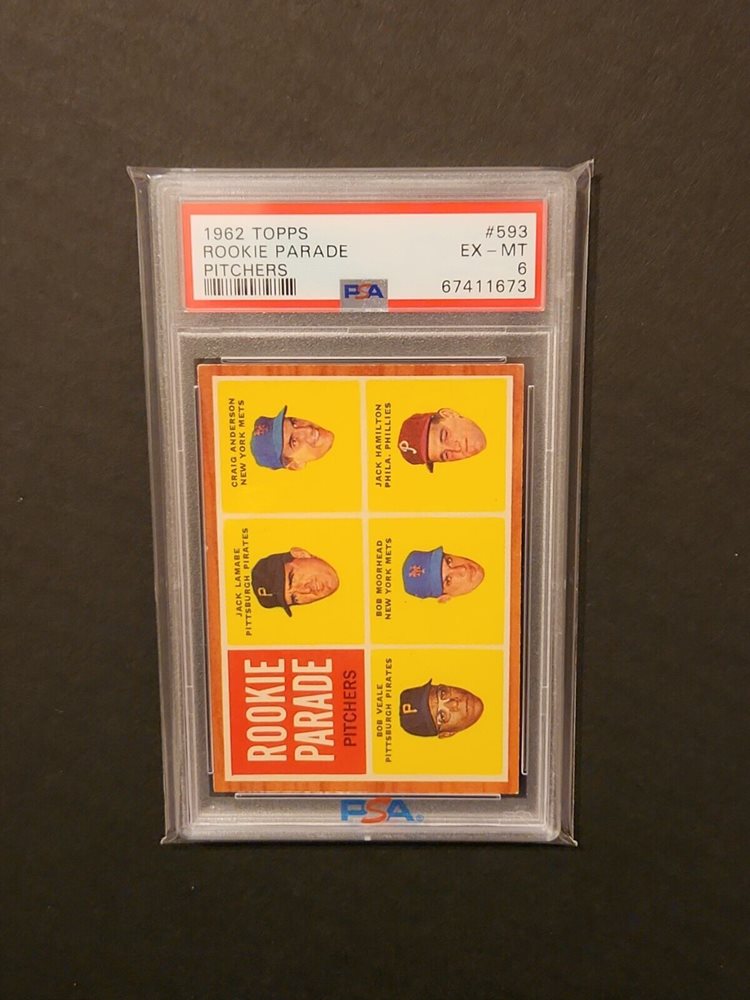 1962 TOPPS #593
ROOKIE PARADE EX - MT
PITCHERS 6
PSA 67411673
ROOKIE
PARADE
PITCHERS
JACK LAMABE
PITTSBURGH PIRATES
CRAIG ANDERSON
NEW YORK METS
BOB VEALE
PITTSBURGH PIRATES
BOB MOORHEAD
NEW YORK METS
JACK HAMILTON
PHILA. PHILLIES
P
P
P
PSA®